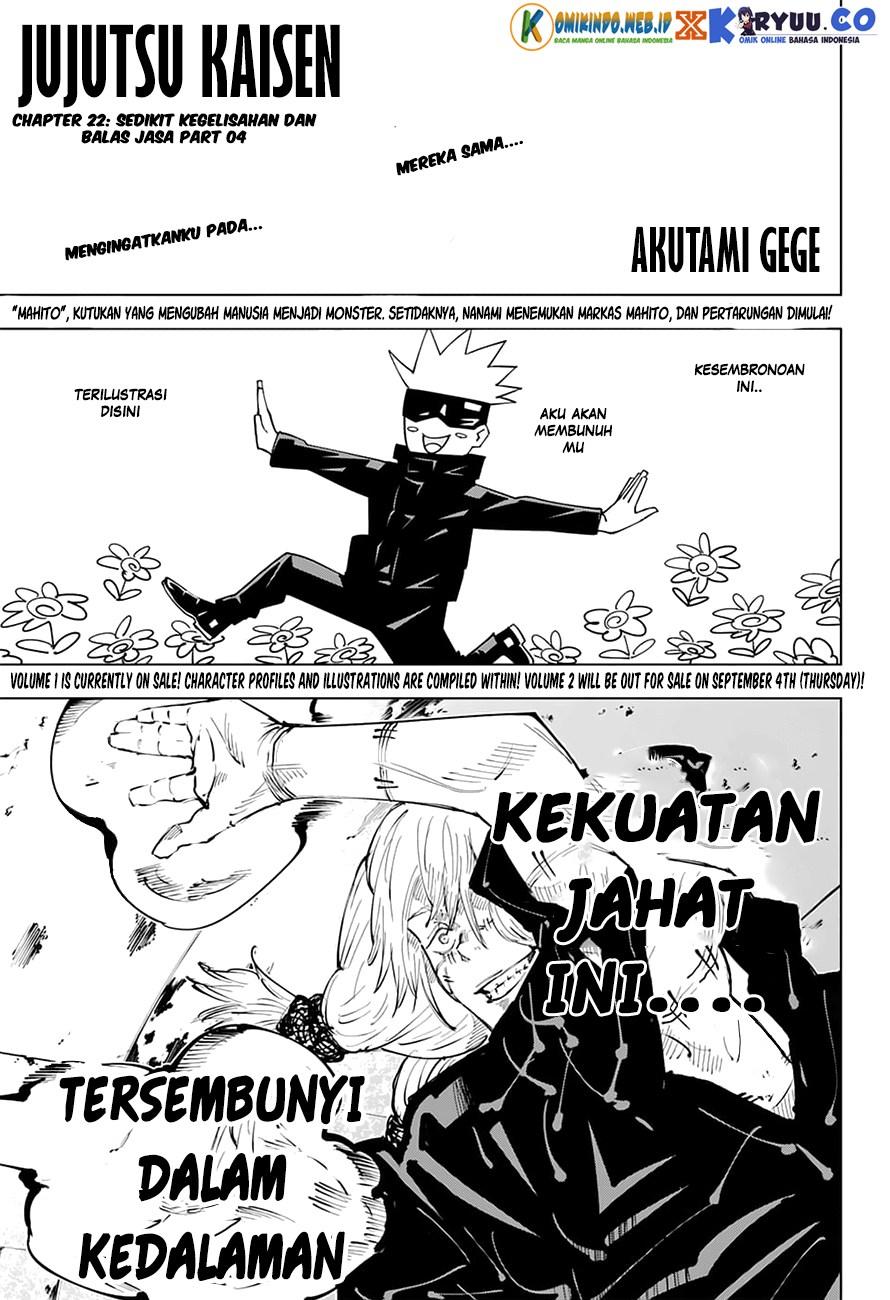 KOMIKINDO.WEB.ID X KIRYUU.CO
BACA MANGA ONLINE BAHASA INDONESIA
KOMIK ONLINE BAHASA INDONESIA
JUJUTSU KAISEN
CHAPTER 22: SEDIKIT KEGELISAHAN DAN
BALAS JASA PART 04
MEREKA SAMA....
MENGINGATKANKU PADA...
AKUTAMI GEGE
"MAHITO", KUTUKAN YANG MENGUBAH MANUSIA MENJADI MONSTER. SETIDAKNYA, NANAMI MENEMUKAN MARKAS MAHITO, DAN PERTARUNGAN DIMULAI!
KESEMBRONOAN
INI..
AKU AKAN
MEMBUNUH
MU
TERILUSTRASI
DISINI
VOLUME 1 IS CURRENTLY ON SALE! CHARACTER PROFILES AND ILLUSTRATIONS ARE COMPILED WITHIN! VOLUME 2 WILL BE OUT FOR SALE ON SEPTEMBER 4TH (THURSDAY)!
KEKUATAN
JAHAT
INI....
TERSEMBUNYI
DALAM
KEDALAMAN